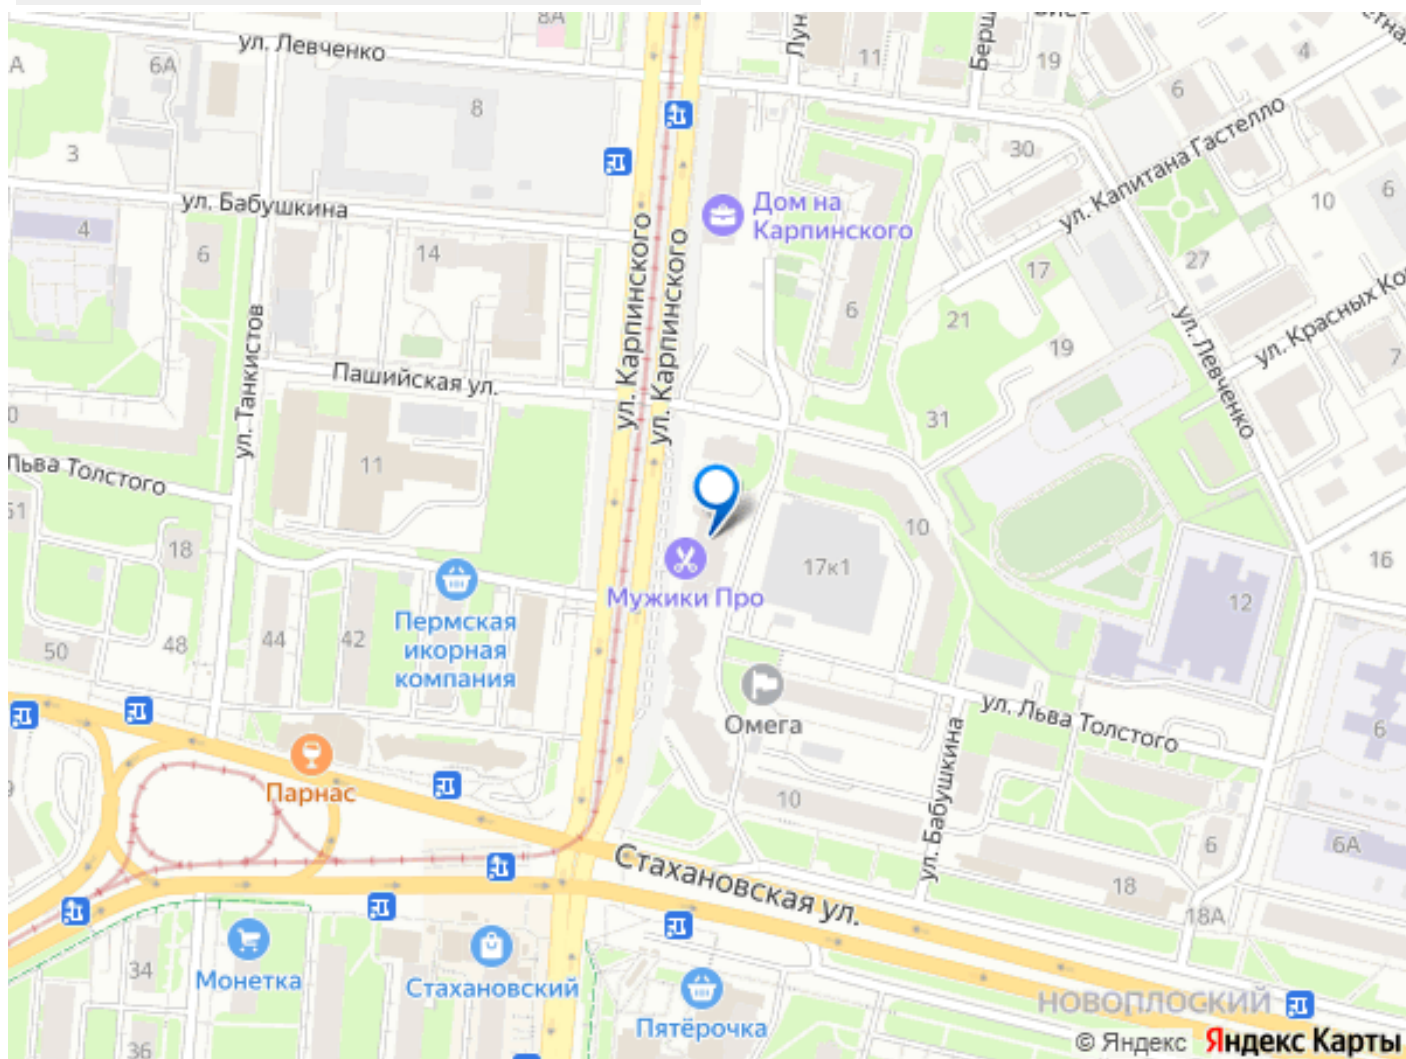 8А
ул. Левченко
А
6А
8
3
ул. Бабушкина
4
6
14
ул. Танкистов
ул. Карпинского
ул. Карпинского
Дом на
Карпинского
11
19
4
6
30
ул. Капитана Гастелло
10
6
27
17
21
19
6
31
ул. Левченко
7
Пашийская ул.
11
Льва Толстого
51
18
50
48
44
42
Пермская
икорная
компания
Мужики Про
17к1
10
12
16
ул. Льва Толстого
6
Омега
10
ул. Бабушкина
6
6А
18
18А
Парнас
Стахановская ул.
Монетка
34
36
Стахановский
Пятёрочка
НОВОПЛОСКИЙ
© Яндекс Яндекс Карты